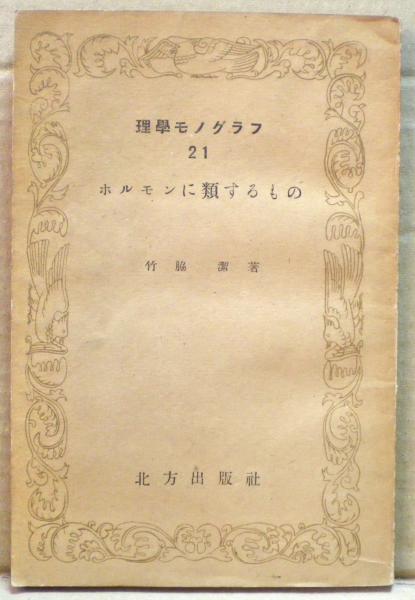 理學モノグラフ
21
ホルモンに類するもの
竹脇 潔著
北方出版社